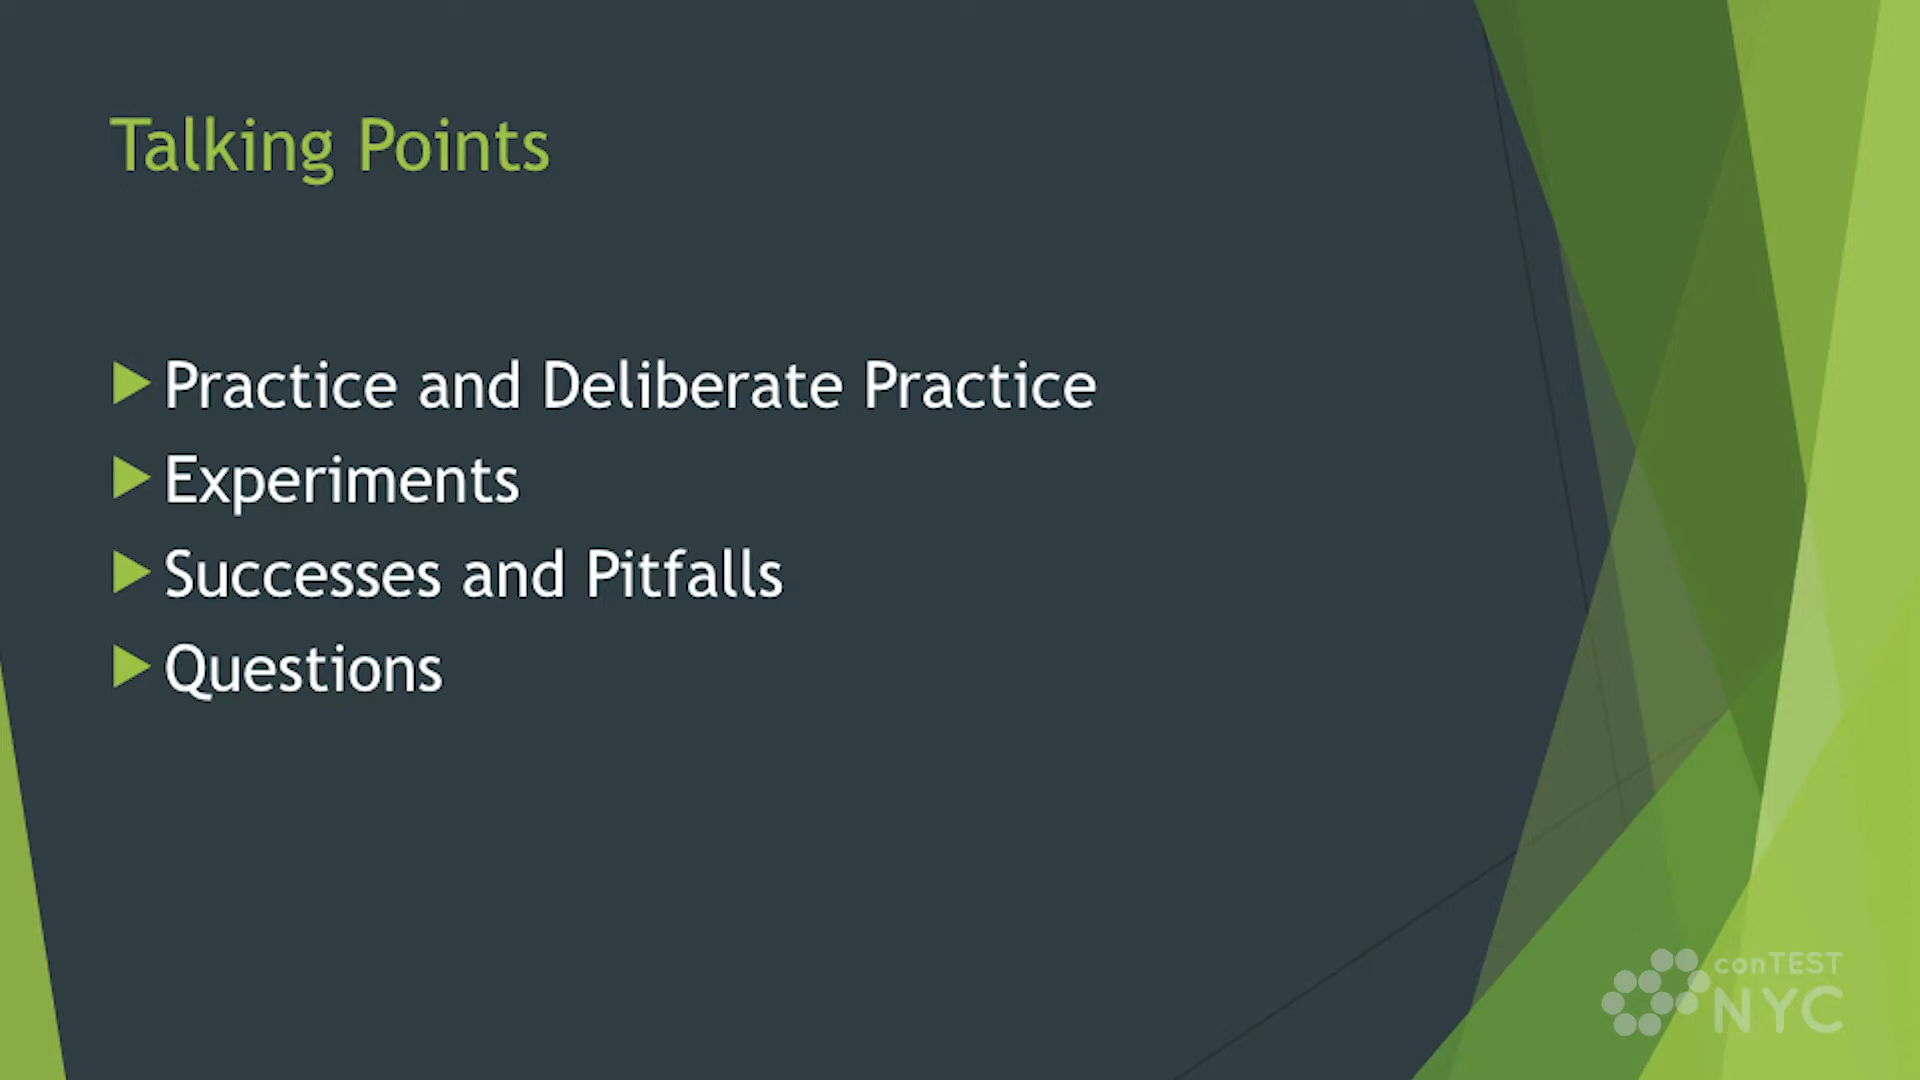 Talking Points
Practice and Deliberate Practice
Experiments
Successes and Pitfalls
Questions
conTEST
NYC